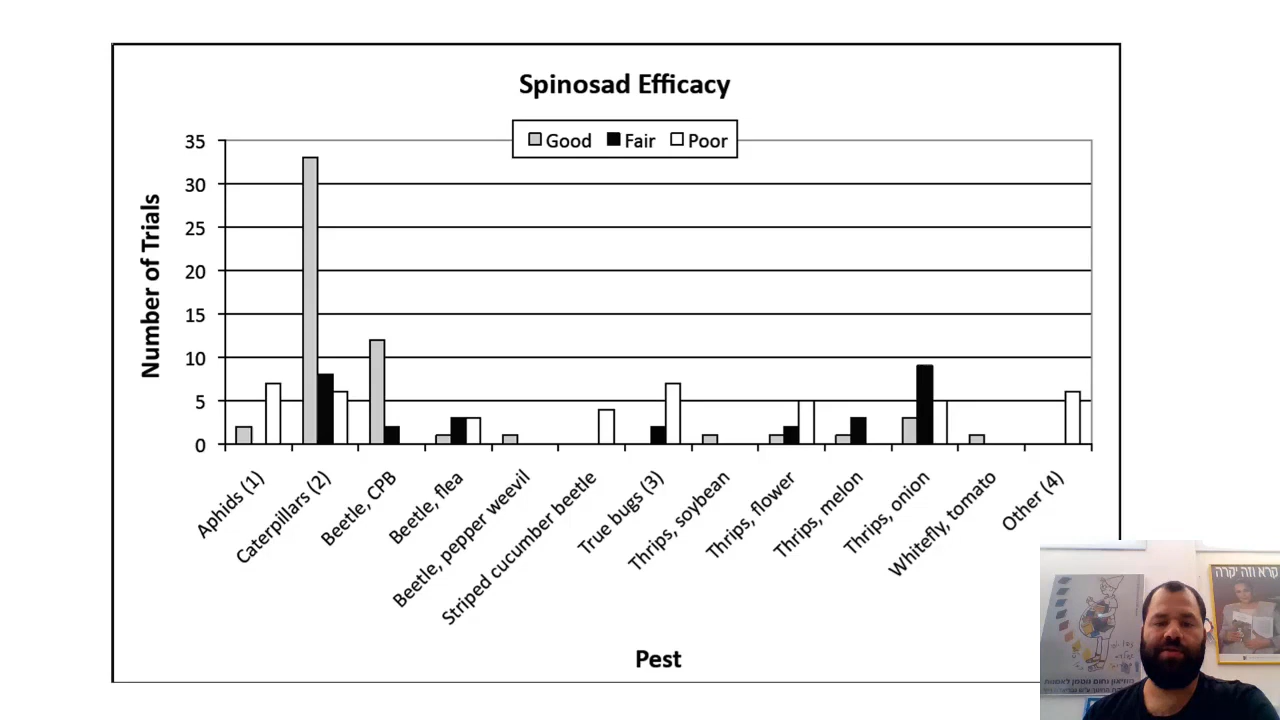 Spinosad Efficacy
Good Fair Poor
35
30
25
20
15
10
5
0
Number of Trials
Aphids (1)
Caterpillars (2)
Beetle, CPB
Beetle, flea
Beetle, pepper weevil
Striped cucumber beetle
True bugs (3)
Thrips, soybean
Thrips, flower
Thrips, melon
Thrips, onion
Whitefly, tomato
Other (4)
Pest
קרא וזה יקרה